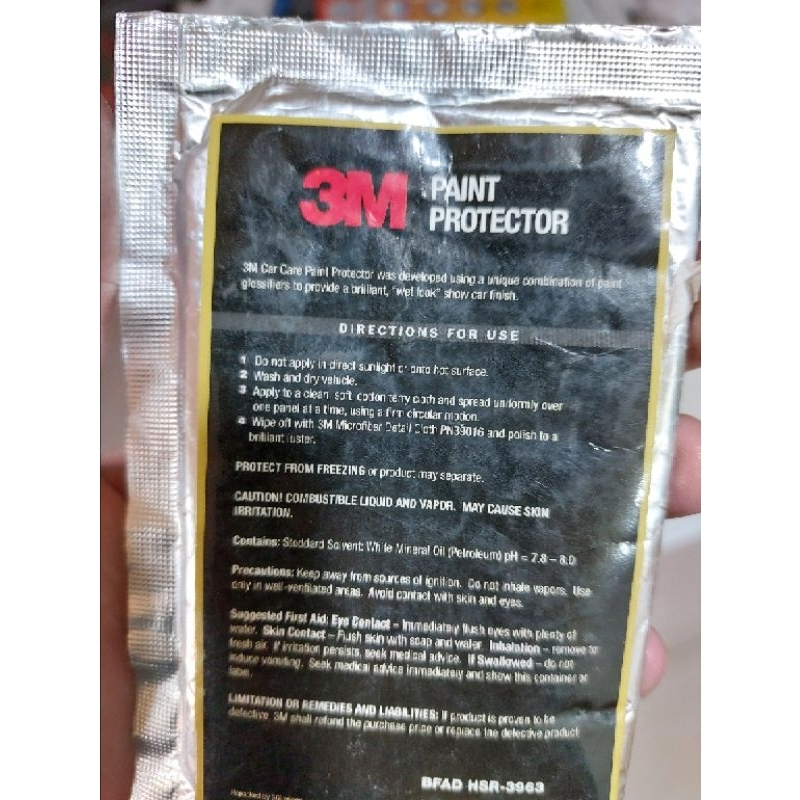 3M PAINT
PROTECTOR
3M Car Care Paint Protector was developed using a unique combination of paint
glossifiers to provide a brilliant, "wet look" show car finish.
DIRECTIONS FOR USE
1 Do not apply in direct sunlight or onto hot surface.
2 Wash and dry vehicle.
3 Apply to a clean, soft, cotton terry cloth and spread uniformly over
one panel at a time, using a firm circular motion.
4 Wipe off with 3M Microfiber Detail Cloth PN39016 and polish to a
brilliant luster.
PROTECT FROM FREEZING or product may separate.
CAUTION! COMBUSTIBLE LIQUID AND VAPOR. MAY CAUSE SKIN
IRRITATION.
Contains: Stoddard Solvent: White Mineral Oil (Petroleum) pH = 7.8 – 8.0
Precautions: Keep away from sources of ignition. Do not inhale vapors. Use
only in well-ventilated areas. Avoid contact with skin and eyes.
Suggested First Aid: Eye Contact – Immediately flush eyes with plenty of
water. Skin Contact – Flush skin with soap and water. Inhalation – remove to
fresh air. If irritation persists, seek medical advice. If Swallowed – do not
induce vomiting. Seek medical advice immediately and show this container or
label.
LIMITATION OR REMEDIES AND LIABILITIES: If product is proven to be
defective 3M shall refund the purchase price or replace the defective product
BFAD HSR-3963
Repacked by